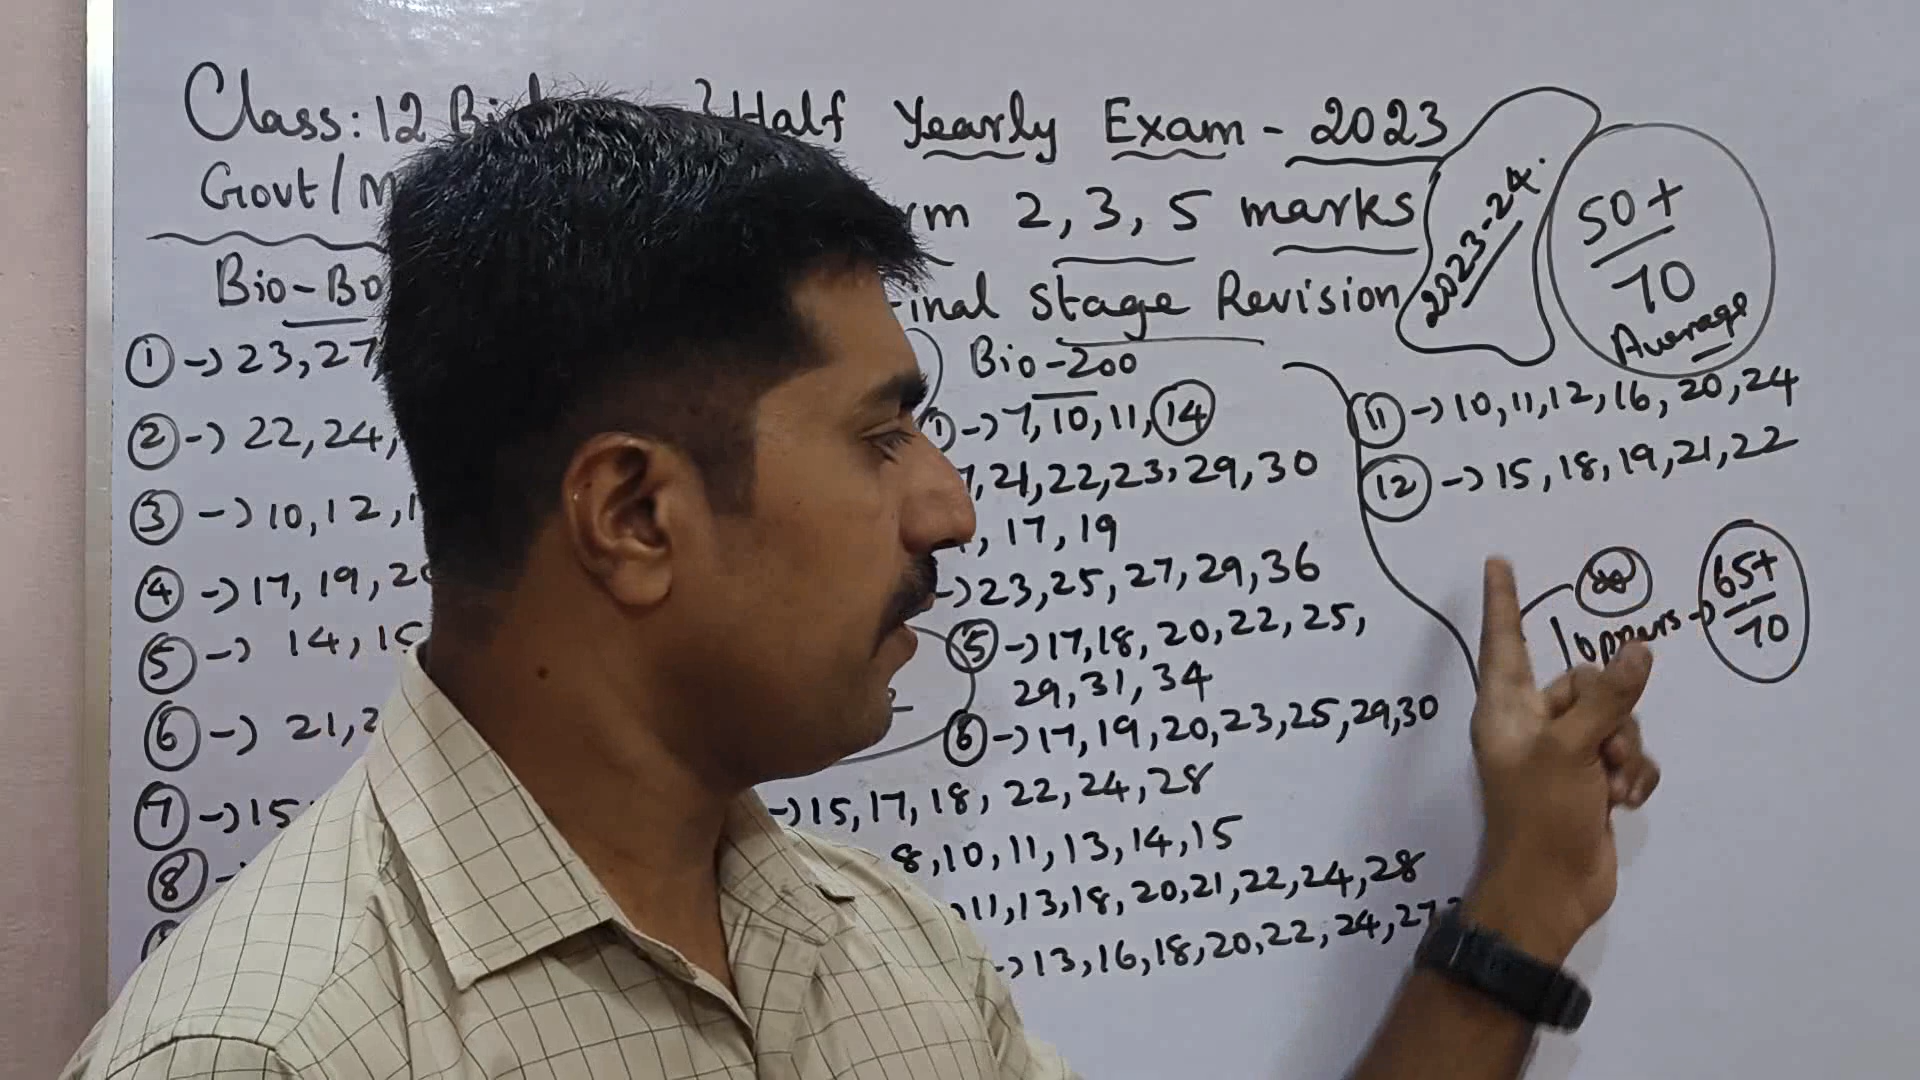 Class: 12 Half Yearly Exam - 2023
Govt/M 2, 3, 5 marks
2023-24
50+
70
Average
Bio-Bo Stage Revision
Bio-200
① → 23, 27
② → 22, 24,
③ → 10, 12, 1
④ → 17, 19, 20
⑤ → 14, 15
⑥ → 21, 2
⑦ → 15
⑧
→ 7, 10, 11, 14
, 21, 22, 23, 29, 30
, 17, 19
→ 23, 25, 27, 29, 36
⑤ → 17, 18, 20, 22, 25,
29, 31, 34
⑥ → 17, 19, 20, 23, 25, 29, 30
→ 15, 17, 18, 22, 24, 28
8, 10, 11, 13, 14, 15
11, 13, 18, 20, 21, 22, 24, 28
→ 13, 16, 18, 20, 22, 24, 27
⑪ → 10, 11, 12, 16, 20, 24
⑫ → 15, 18, 19, 21, 22
Toppers → 65+
70